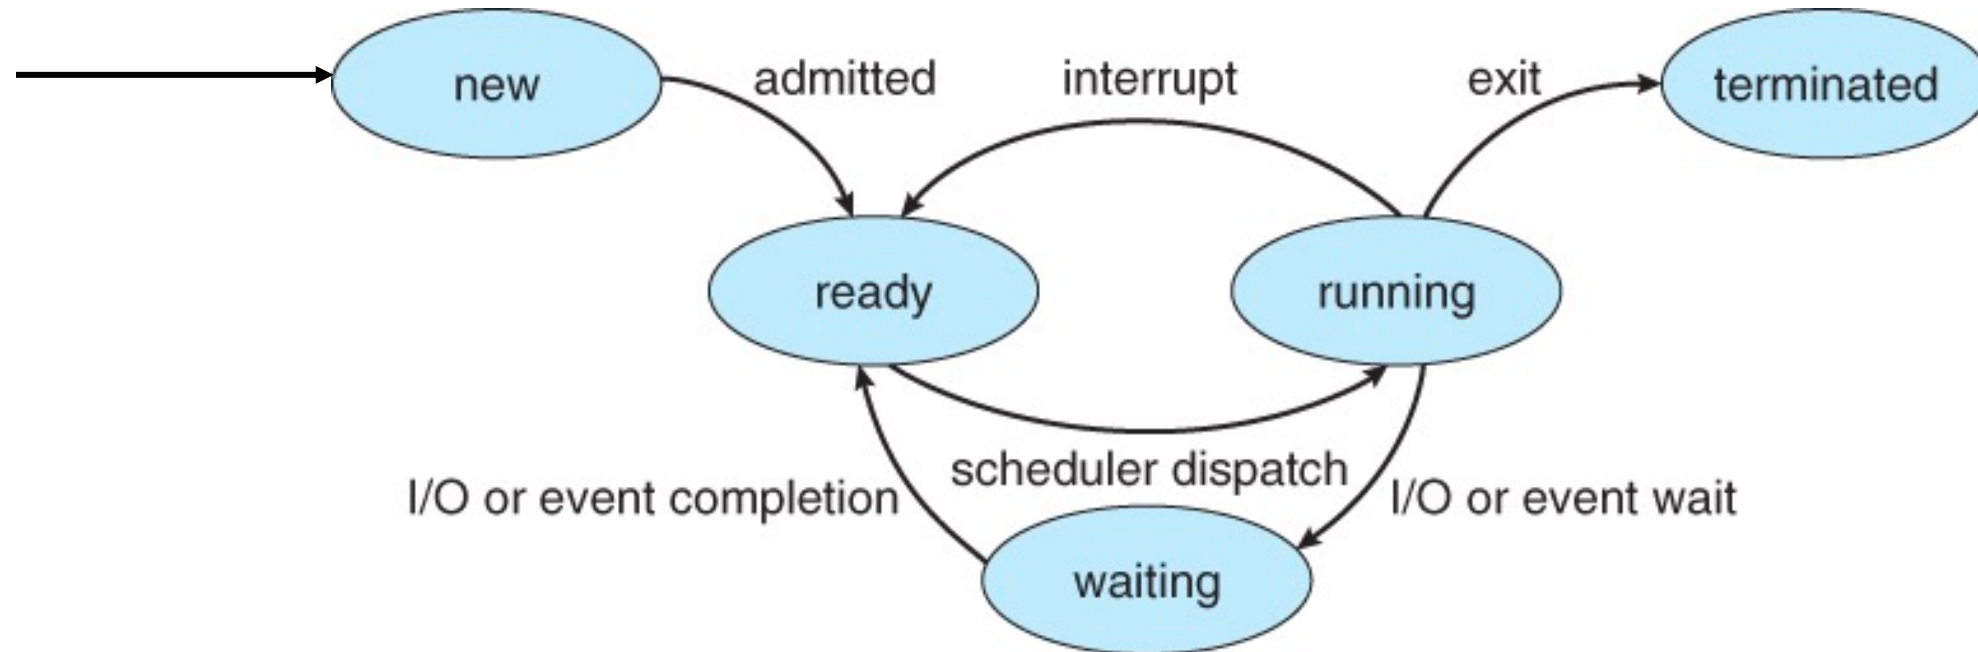 new
admitted
interrupt
exit
terminated
ready
running
scheduler dispatch
I/O or event completion
I/O or event wait
waiting